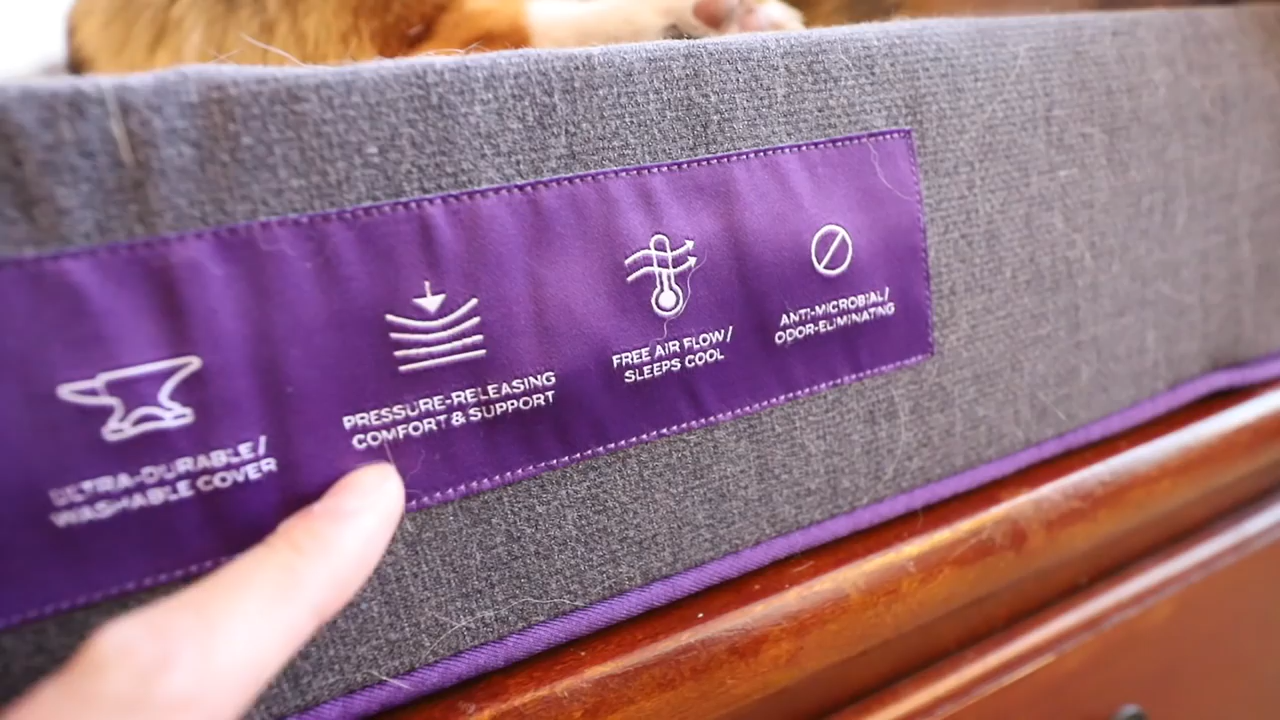 ULTRA-DURABLE/
WASHABLE COVER
PRESSURE-RELEASING
COMFORT & SUPPORT
FREE AIR FLOW/
SLEEPS COOL
ANTI-MICROBIAL/
ODOR-ELIMINATING